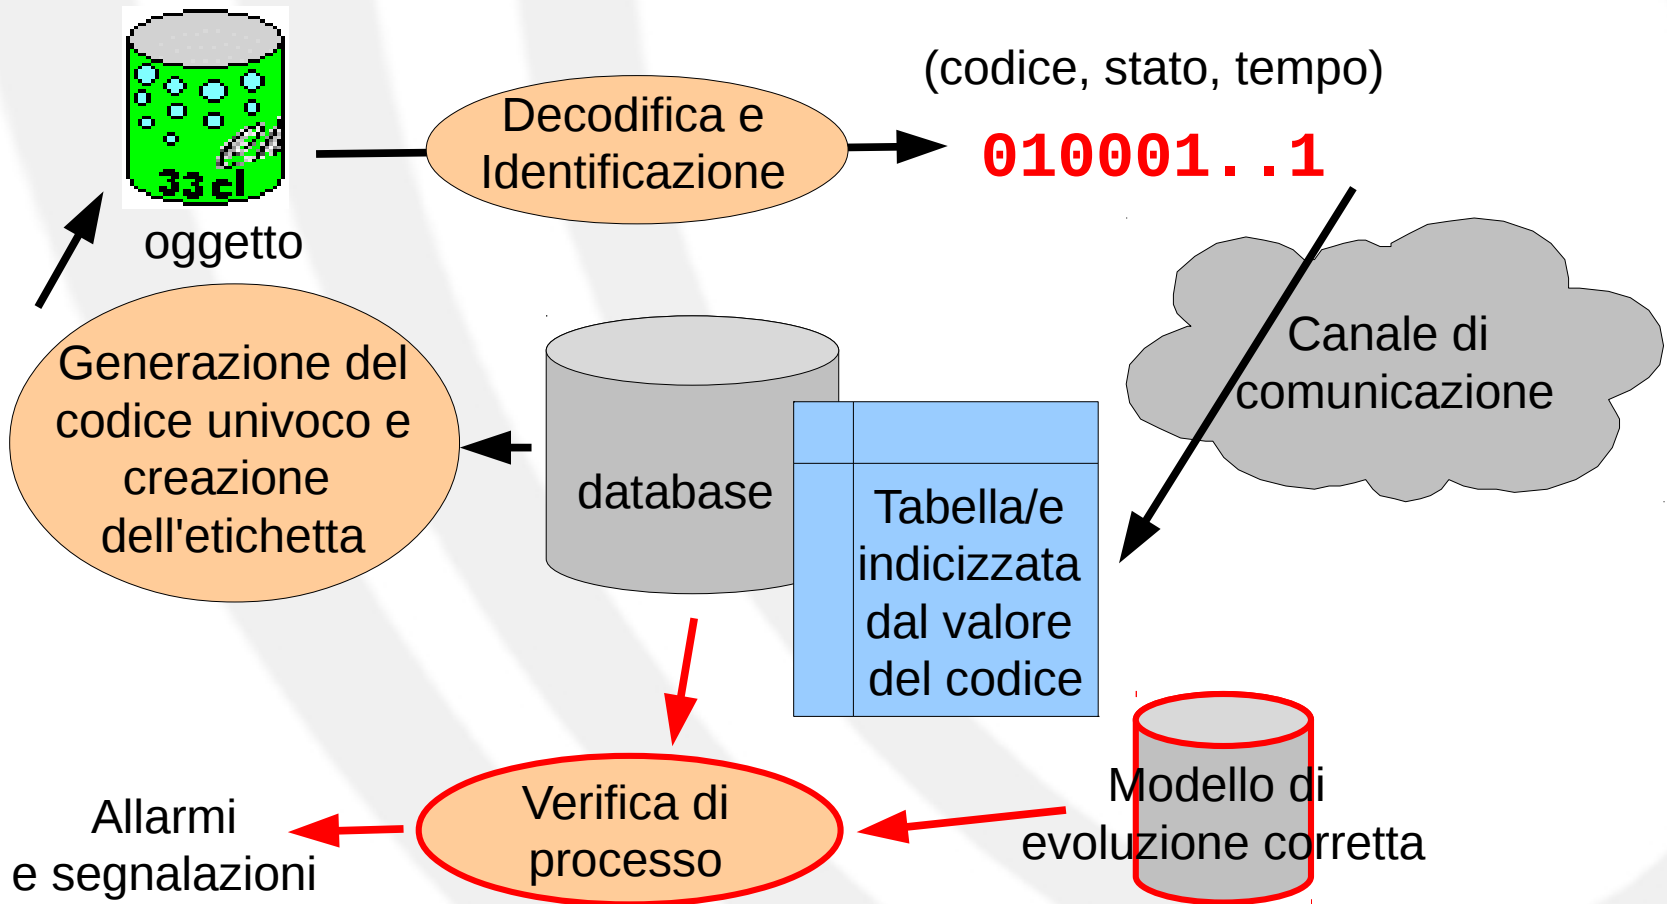 33 cl
oggetto
Decodifica e
Identificazione
(codice, stato, tempo)
010001..1
Canale di
comunicazione
Generazione del
codice univoco e
creazione
dell'etichetta
database
Tabella/e
indicizzata
dal valore
del codice
Modello di
evoluzione corretta
Verifica di
processo
Allarmi
e segnalazioni